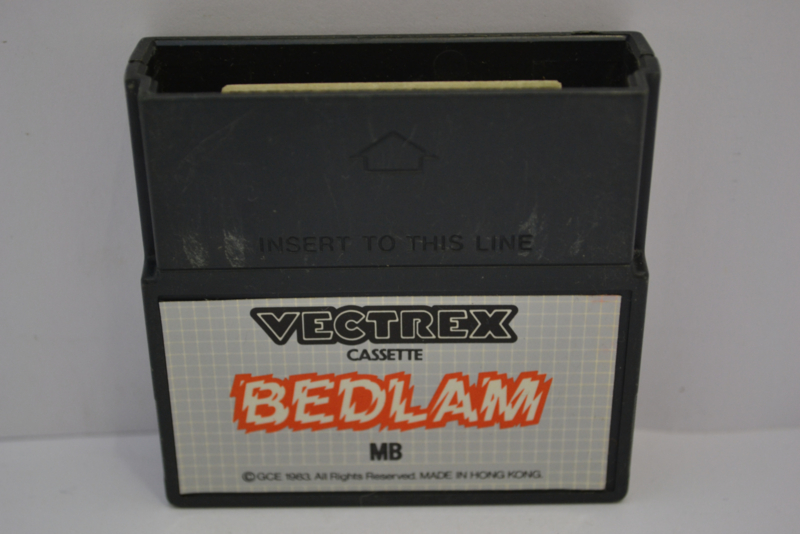 INSERT TO THIS LINE
VECTREX
CASSETTE
BEDLAM
MB
©GCE 1983. All Rights Reserved. MADE IN HONG KONG.